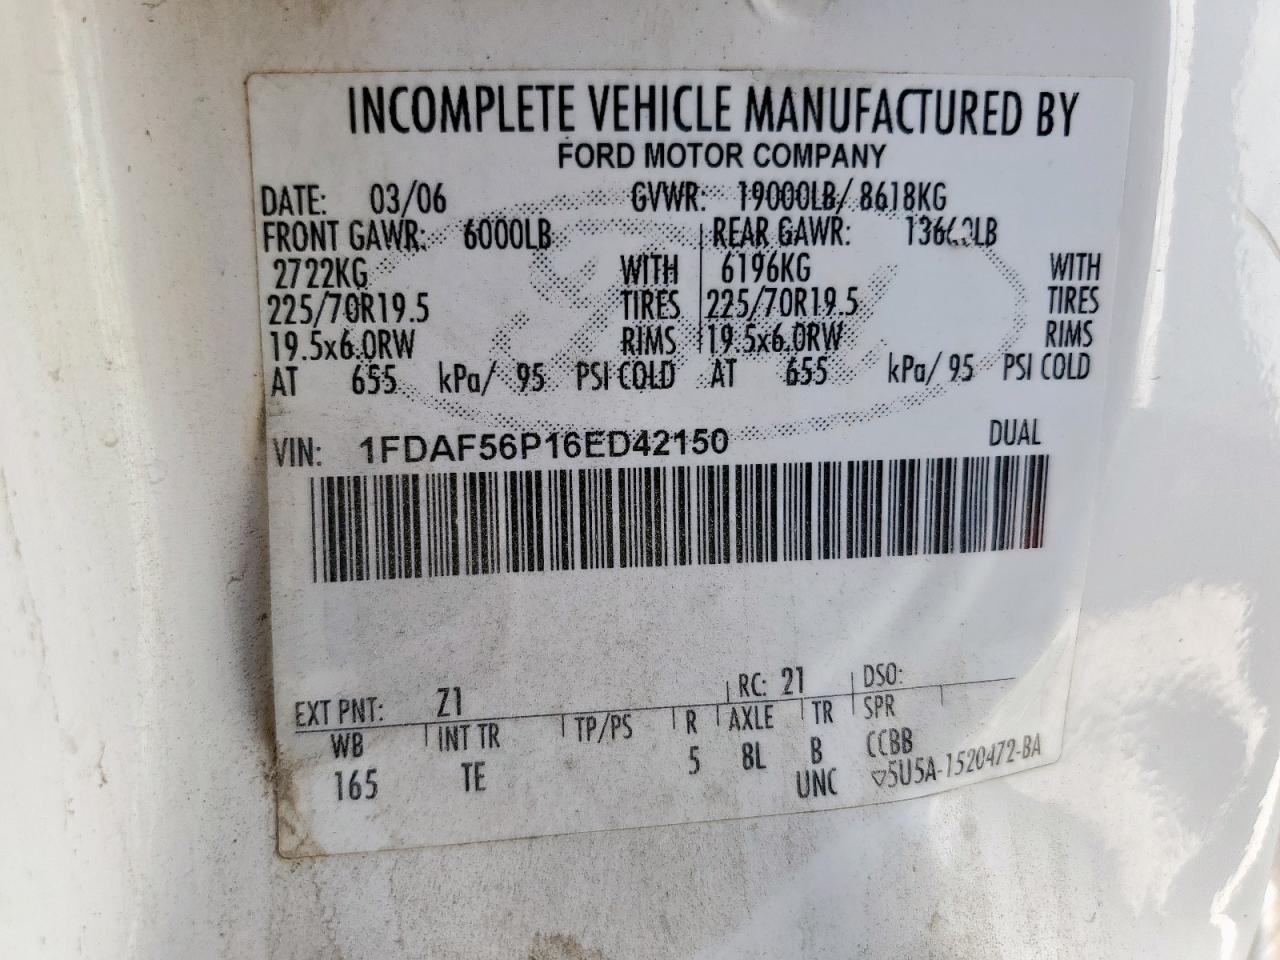 INCOMPLETE VEHICLE MANUFACTURED BY
FORD MOTOR COMPANY
DATE: 03/06 GVWR: 19000LB/ 8618KG
FRONT GAWR: 6000LB REAR GAWR:
2722KG WITH 6196KG WITH
225/70R19.5 TIRES 225/70R19.5 TIRES
19.5x6.0RW RIMS 19.5x6.0RW RIMS
AT 655 kPa/ 95 PSI COLD AT 655 kPa/ 95 PSI COLD
VIN: 1FDAF56P16ED42150 DUAL
EXT PNT: Z1 RC: 21 DSO:
WB INT TR TP/PS R AXLE TR SPR
165 TE 5 8L B CCBB
UNC ▽5U5A-1520472-BA